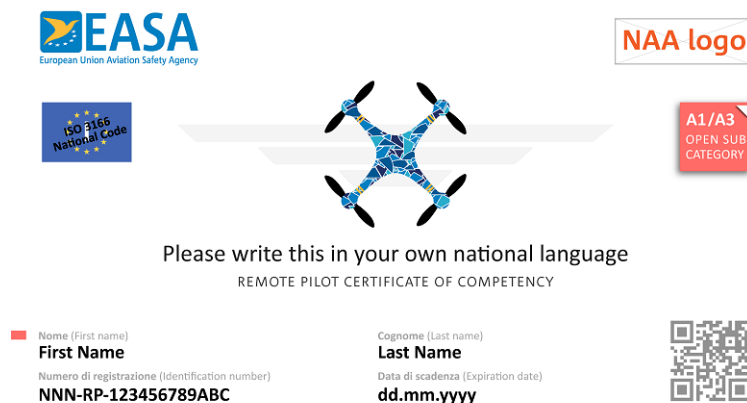 EASA
European Union Aviation Safety Agency
NAA logo
ISO 3166
National Code
A1/A3
OPEN SUB
CATEGORY
Please write this in your own national language
REMOTE PILOT CERTIFICATE OF COMPETENCY
Nome (First name)
First Name
Cognome (Last name)
Last Name
Numero di registrazione (Identification number)
NNN-RP-123456789ABC
Data di scadenza (Expiration date)
dd.mm.yyyy